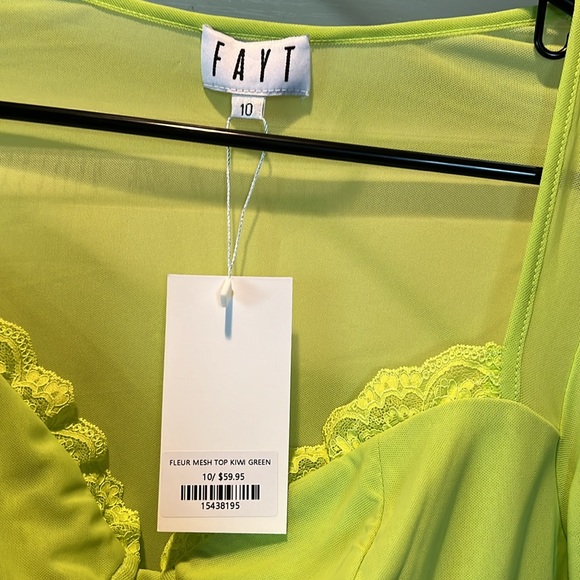 FAYT
10
FLEUR MESH TOP KIWI GREEN
10/ $59.95
15438195